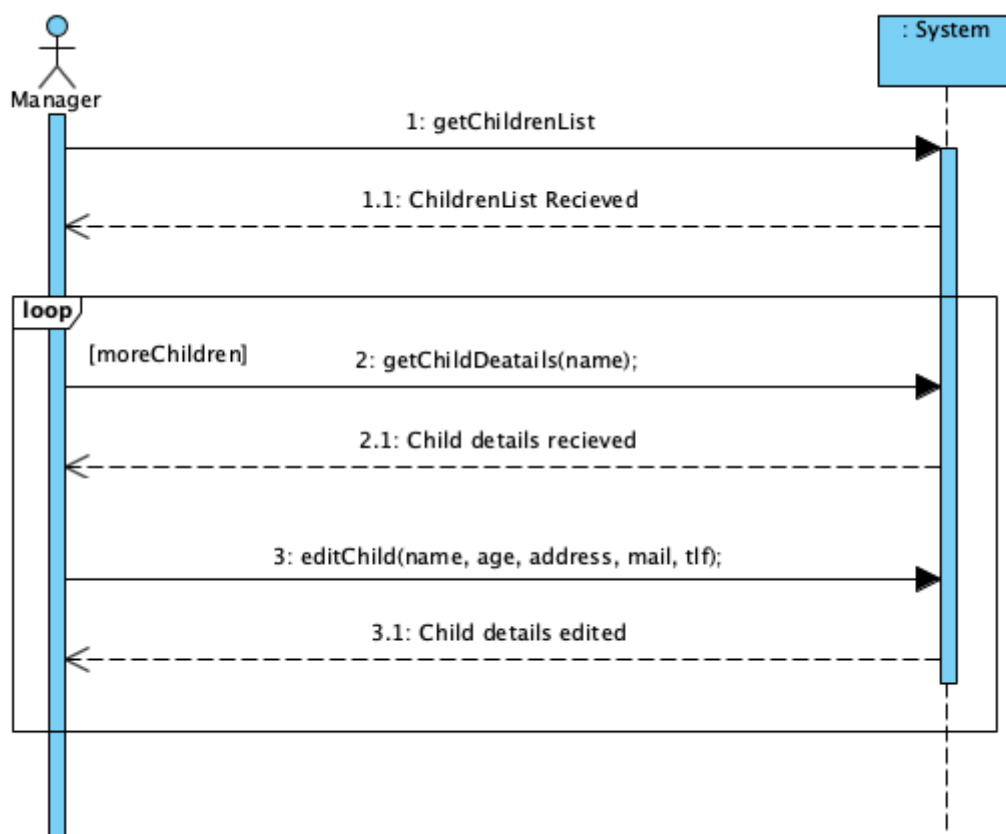 : System
Manager
1: getChildrenList
1.1: ChildrenList Recieved
loop
[moreChildren]
2: getChildDeatails(name);
2.1: Child details recieved
3: editChild(name, age, address, mail, tlf);
3.1: Child details edited